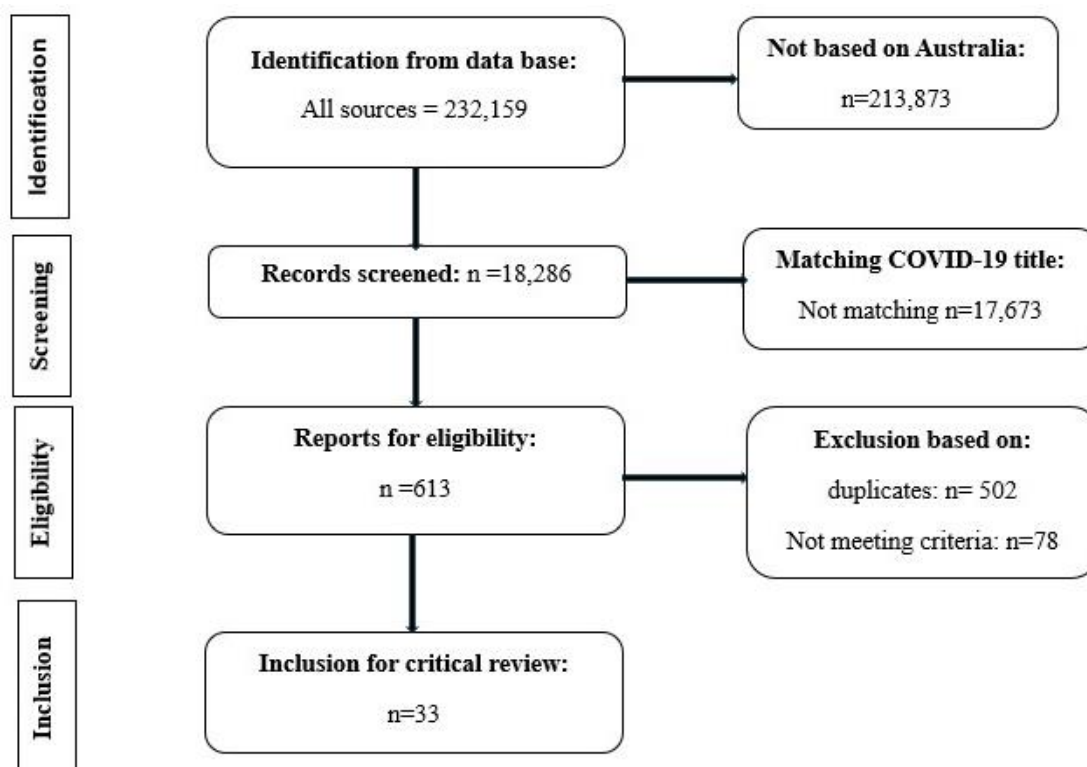 Identification
Identification from data base:
All sources = 232,159
Not based on Australia:
n=213,873
Screening
Records screened: n =18,286
Matching COVID-19 title:
Not matching n=17,673
Eligibility
Reports for eligibility:
n =613
Exclusion based on:
duplicates: n= 502
Not meeting criteria: n=78
Inclusion
Inclusion for critical review:
n=33